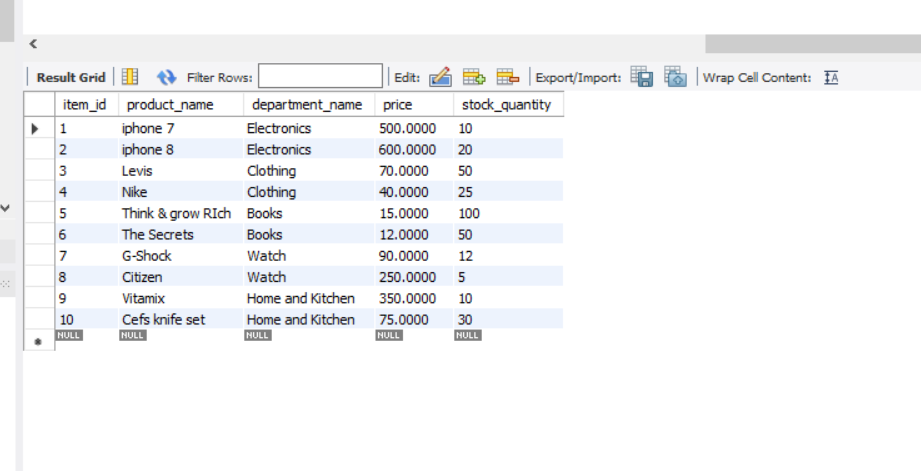 Result Grid Filter Rows: Edit: Export/Import: Wrap Cell Content: IA
item_id product_name department_name price stock_quantity
1 iphone 7 Electronics 500.0000 10
2 iphone 8 Electronics 600.0000 20
3 Levis Clothing 70.0000 50
4 Nike Clothing 40.0000 25
5 Think & grow RIch Books 15.0000 100
6 The Secrets Books 12.0000 50
7 G-Shock Watch 90.0000 12
8 Citizen Watch 250.0000 5
9 Vitamix Home and Kitchen 350.0000 10
10 Cefs knife set Home and Kitchen 75.0000 30
NULL NULL NULL NULL NULL